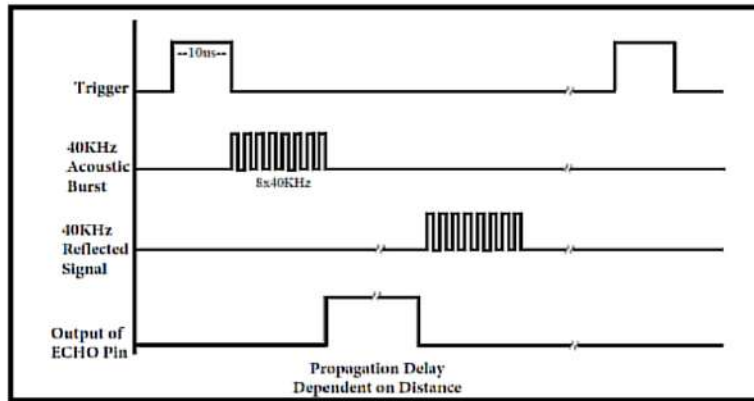 --10us--
Trigger
40KHz
Acoustic
Burst
8x40KHz
40KHz
Reflected
Signal
Output of
ECHO Pin
Propagation Delay
Dependent on Distance